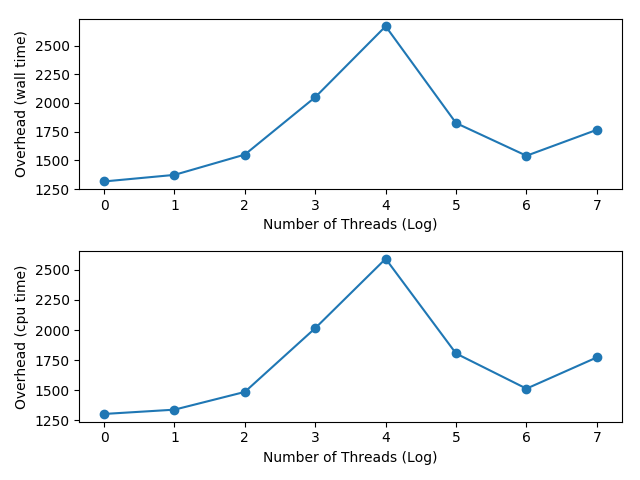 2500
2250
2000
1750
1500
1250
Overhead (wall time)
0 1 2 3 4 5 6 7
Number of Threads (Log)
2500
2250
2000
1750
1500
1250
Overhead (cpu time)
0 1 2 3 4 5 6 7
Number of Threads (Log)